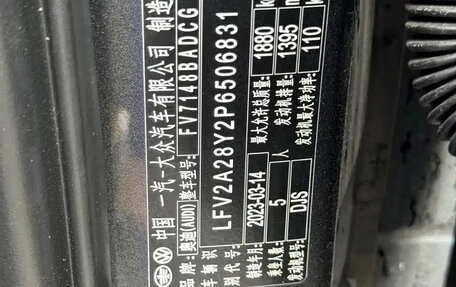 中国 一汽-大众汽车有限公司 制造
品牌: 奥迪(AUDI) 整车型号: FV7148BADCG
车辆识别代号: LFV2A28Y2P6506831
制造年月: 2023-03-14 最大允许总质量: 1880 kg
乘坐人数: 5 人 发动机排量: 1395 mL
发动机型号: DJS 发动机最大净功率: 110 kW